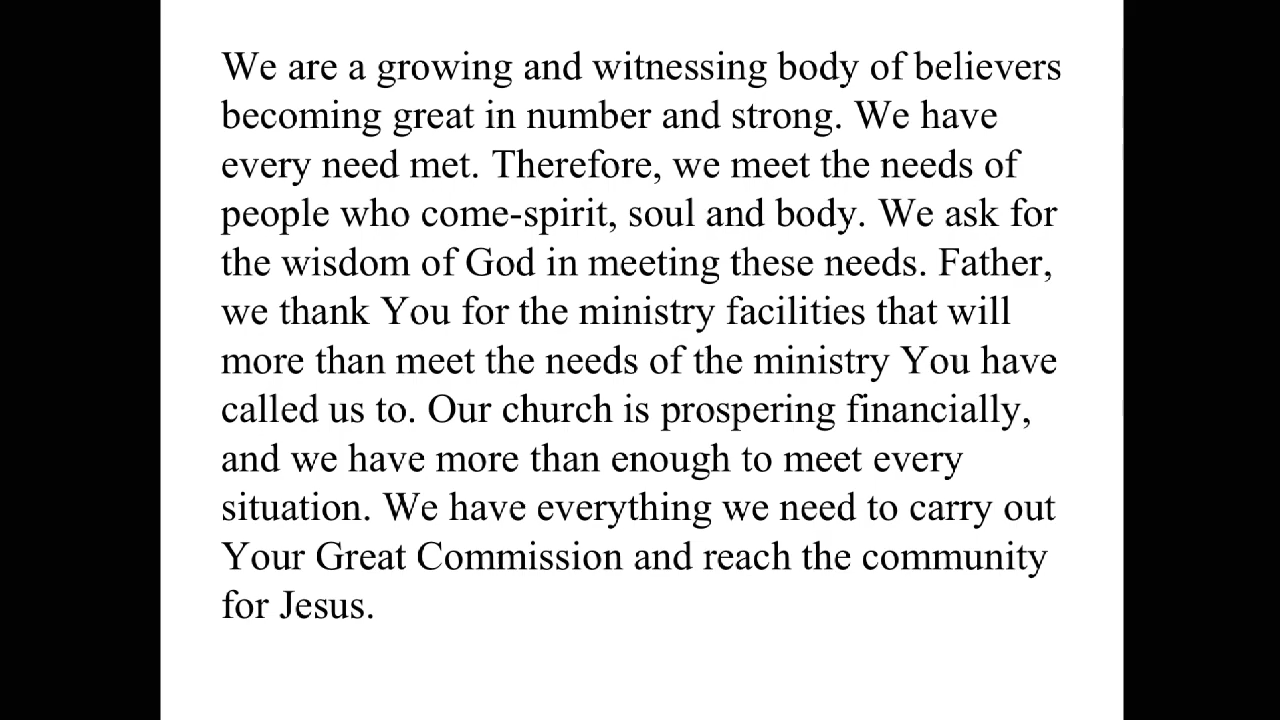 We are a growing and witnessing body of believers
becoming great in number and strong. We have
every need met. Therefore, we meet the needs of
people who come-spirit, soul and body. We ask for
the wisdom of God in meeting these needs. Father,
we thank You for the ministry facilities that will
more than meet the needs of the ministry You have
called us to. Our church is prospering financially,
and we have more than enough to meet every
situation. We have everything we need to carry out
Your Great Commission and reach the community
for Jesus.